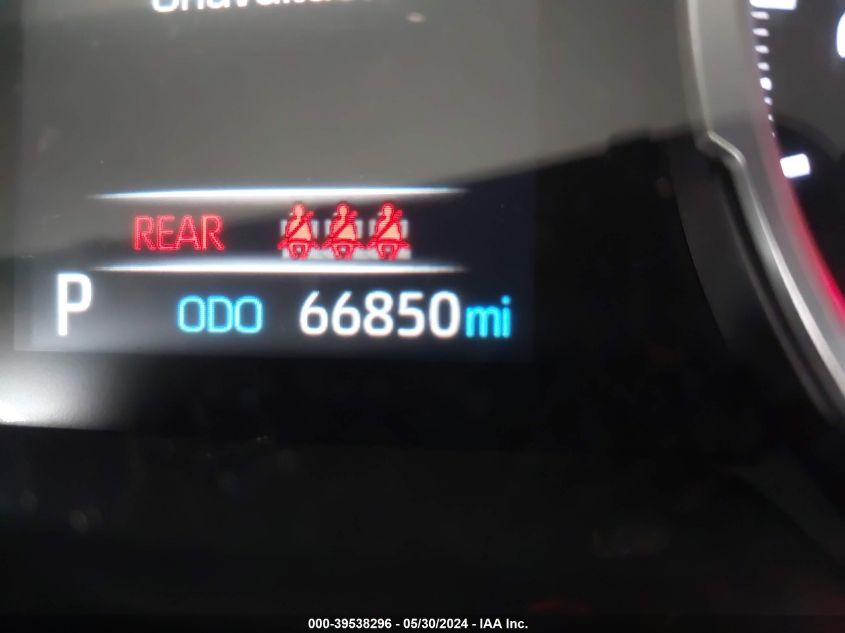 REAR
P ODO 66850mi
000-39538296 - 05/30/2024 - IAA Inc.